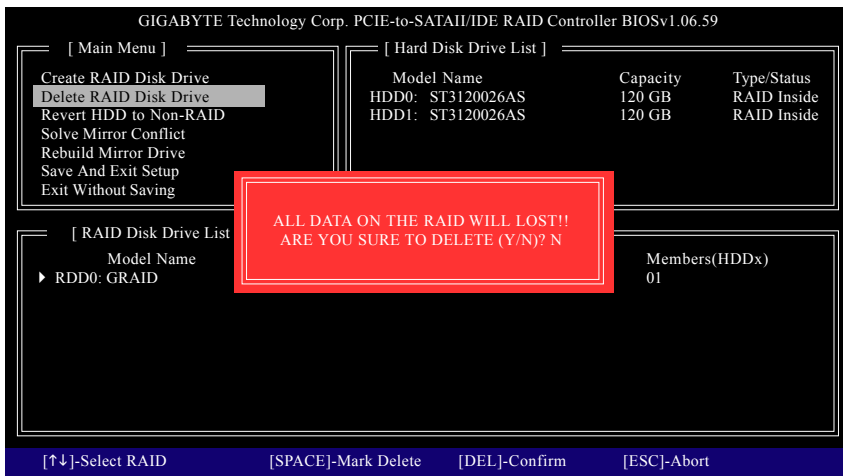 GIGABYTE Technology Corp. PCIE-to-SATAII/IDE RAID Controller BIOSv1.06.59
[ Main Menu ]
Create RAID Disk Drive
Delete RAID Disk Drive
Revert HDD to Non-RAID
Solve Mirror Conflict
Rebuild Mirror Drive
Save And Exit Setup
Exit Without Saving
[ Hard Disk Drive List ]
Model Name Capacity Type/Status
HDD0: ST3120026AS 120 GB RAID Inside
HDD1: ST3120026AS 120 GB RAID Inside
ALL DATA ON THE RAID WILL LOST!!
ARE YOU SURE TO DELETE (Y/N)? N
[ RAID Disk Drive List
Model Name Members(HDDx)
RDD0: GRAID 01
[↑↓]-Select RAID [SPACE]-Mark Delete [DEL]-Confirm [ESC]-Abort